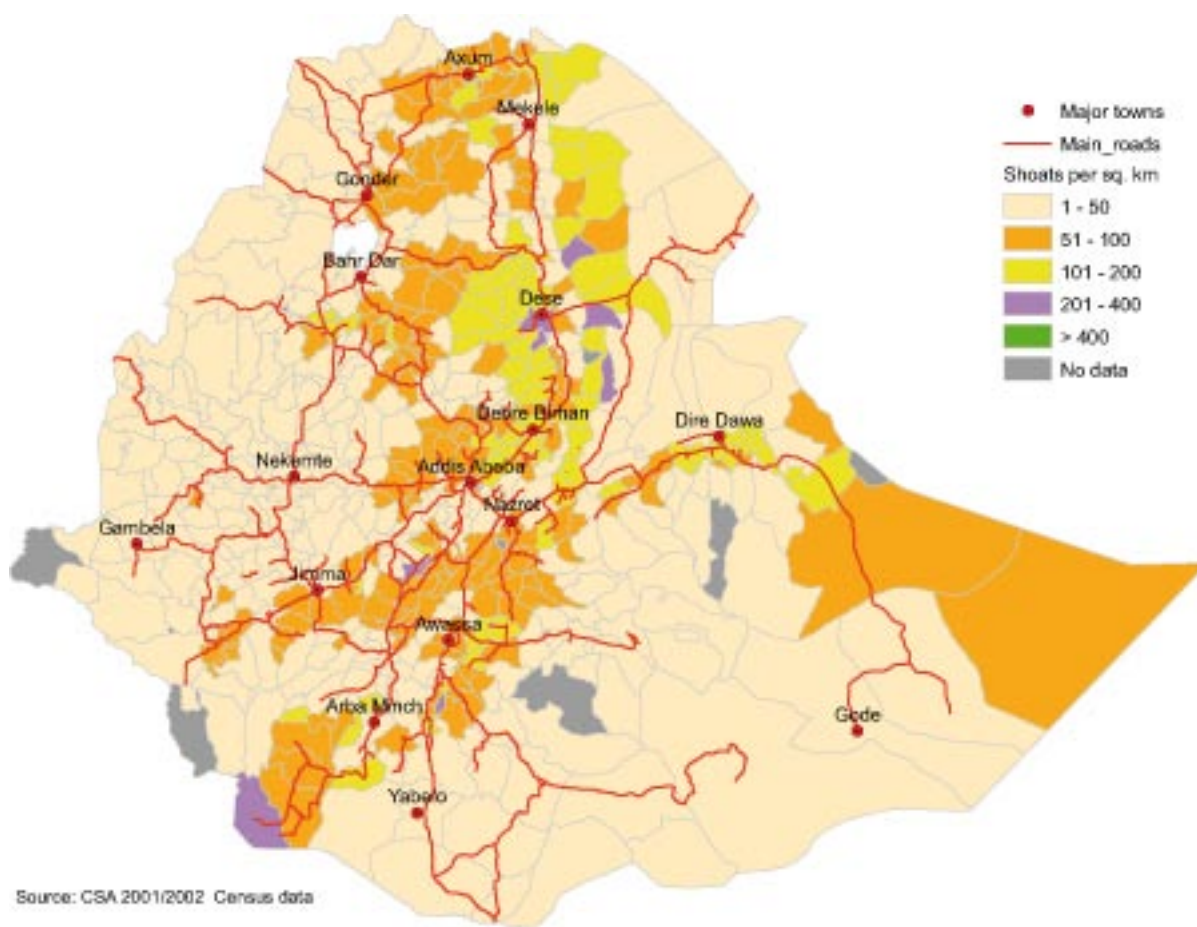 Axum
Mekele
Gonder
Bahr Dar
Dese
Debre Birhan
Dire Dawa
Nekemte
Addis Ababa
Nazret
Gambela
Jimma
Awassa
Arba Minch
Gode
Yabelo
Major towns
Main_roads
Shoats per sq. km
1 - 50
51 - 100
101 - 200
201 - 400
> 400
No data
Source: CSA 2001/2002 Census data